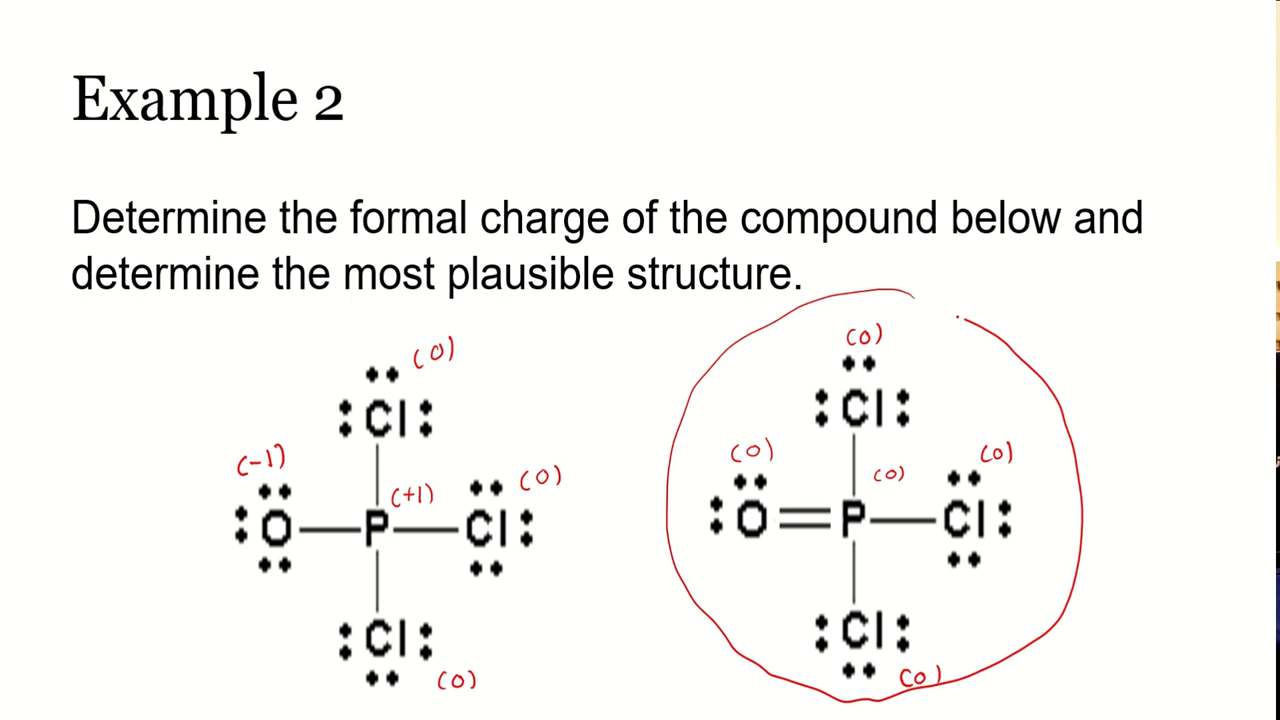 Example 2
Determine the formal charge of the compound below and
determine the most plausible structure.
(0)
Cl
(-1)
(+1)
(0)
O P Cl
Cl
(0)
(0)
Cl
(0)
(0)
(0)
O=P—Cl
Cl
(0)